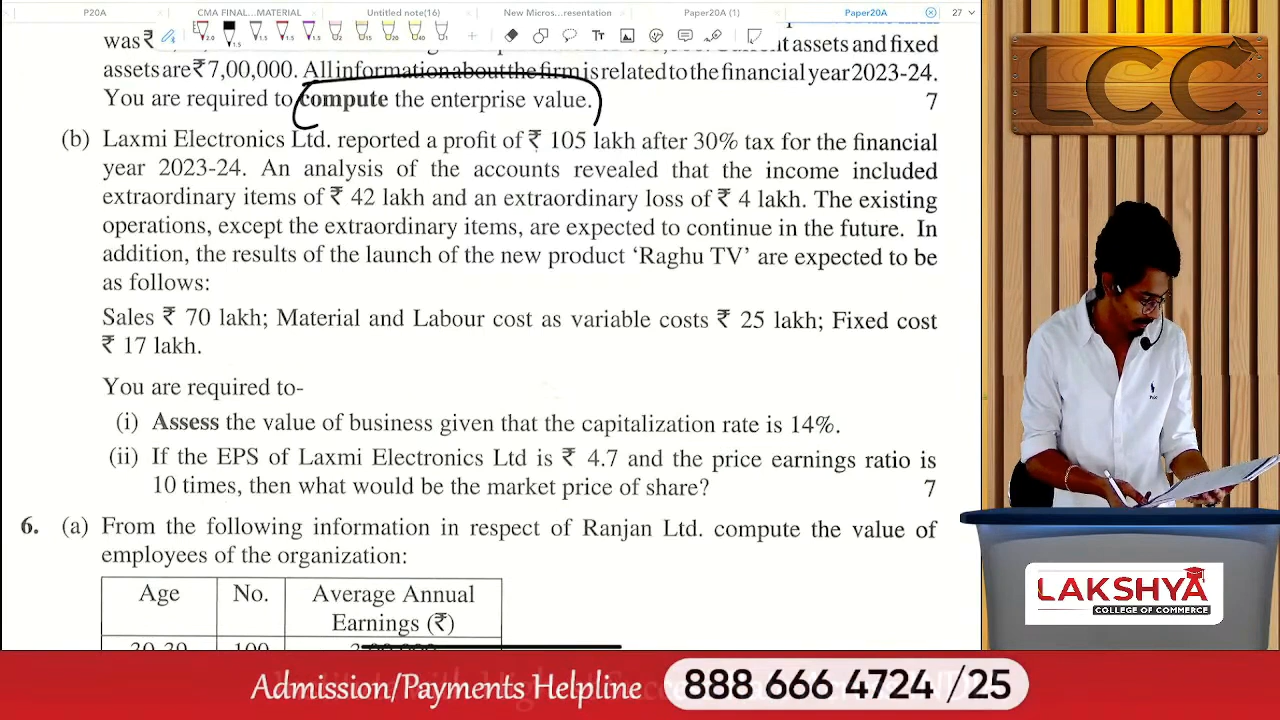 P20A
CMA FINAL...MATERIAL
Untitled note(16)
New Micros...resentation
Paper20A (1)
Paper20A
27
was ₹
t assets and fixed
assets are ₹ 7,00,000. All information about the firm is related to the financial year 2023-24.
You are required to compute the enterprise value. 7
(b) Laxmi Electronics Ltd. reported a profit of ₹ 105 lakh after 30% tax for the financial
year 2023-24. An analysis of the accounts revealed that the income included
extraordinary items of ₹ 42 lakh and an extraordinary loss of ₹ 4 lakh. The existing
operations, except the extraordinary items, are expected to continue in the future. In
addition, the results of the launch of the new product ‘Raghu TV’ are expected to be
as follows:
Sales ₹ 70 lakh; Material and Labour cost as variable costs ₹ 25 lakh; Fixed cost
₹ 17 lakh.
You are required to-
(i) Assess the value of business given that the capitalization rate is 14%.
(ii) If the EPS of Laxmi Electronics Ltd is ₹ 4.7 and the price earnings ratio is
10 times, then what would be the market price of share? 7
6. (a) From the following information in respect of Ranjan Ltd. compute the value of
employees of the organization:
Age No. Average Annual
Earnings (₹)
LCC
LAKSHYA
COLLEGE OF COMMERCE
Admission/Payments Helpline 888 666 4724 /25